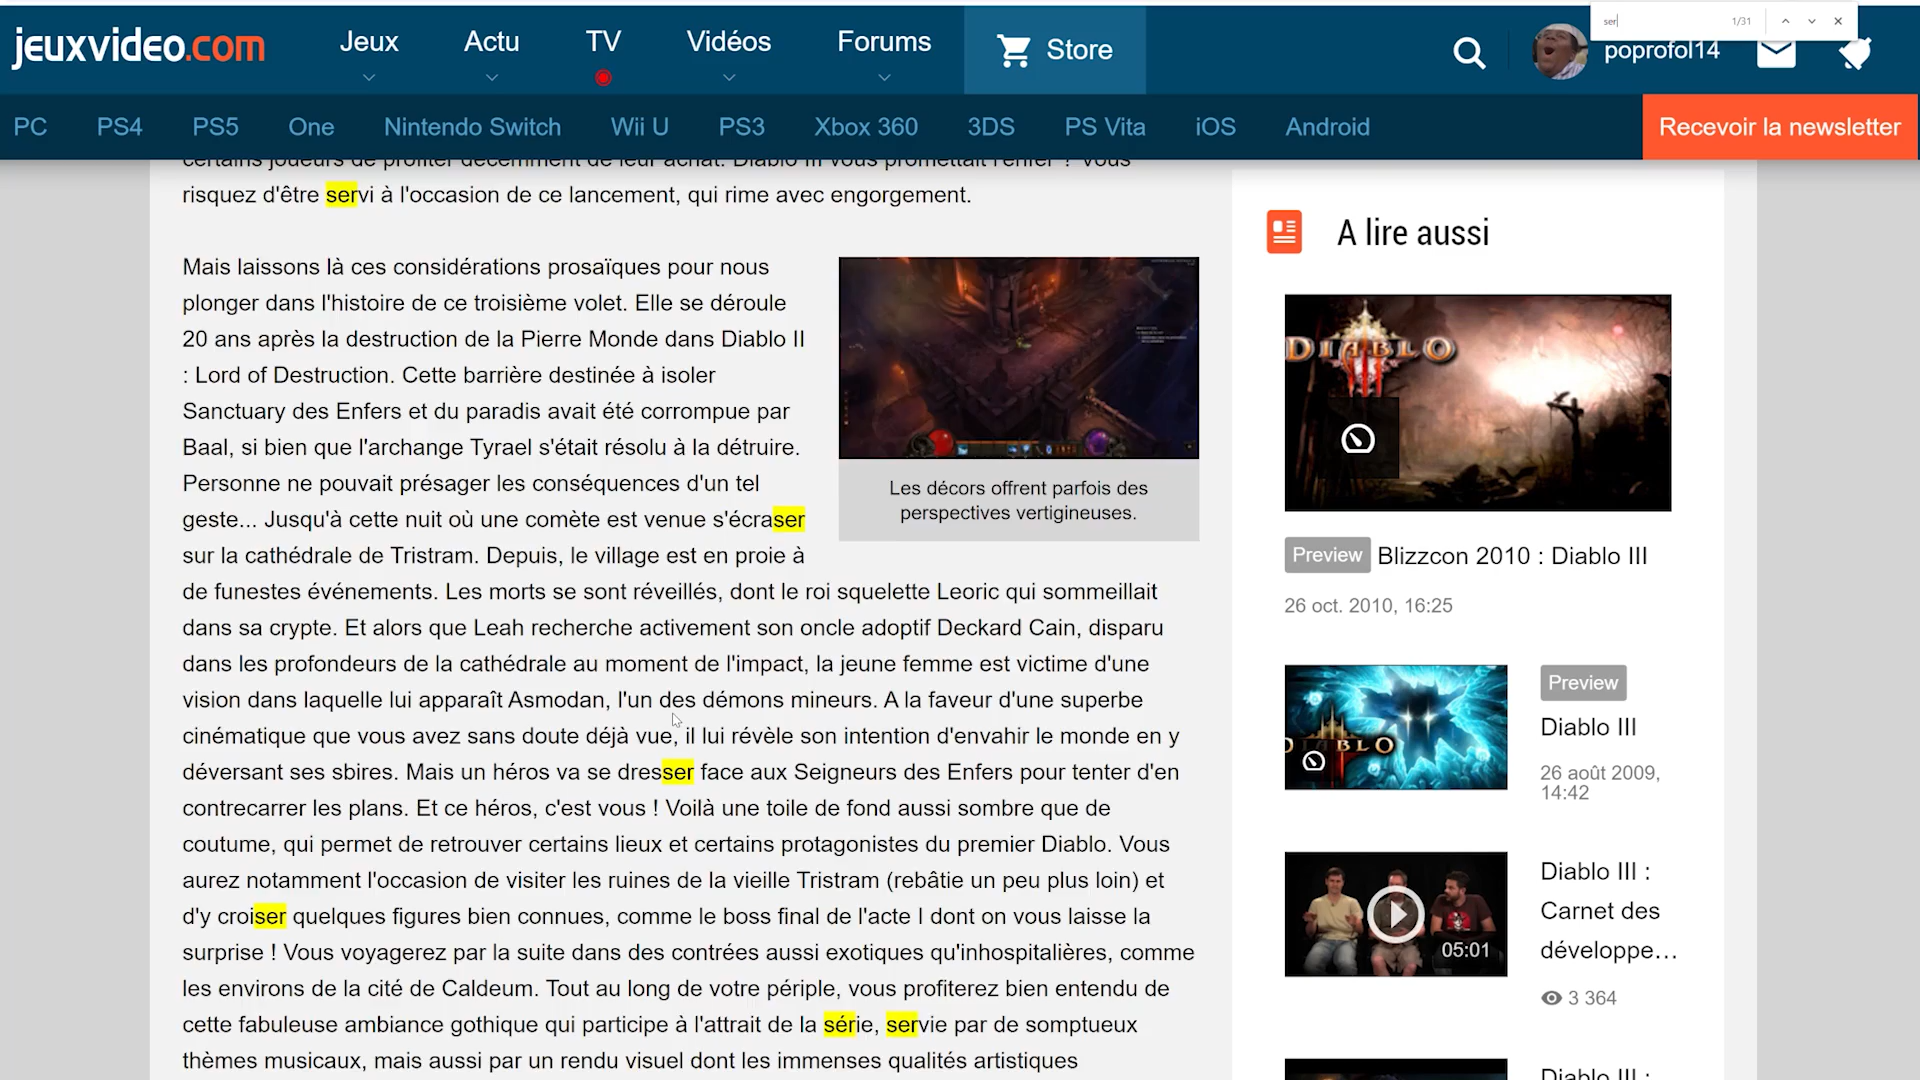 ser
1/31
jeuxvideo.com
Jeux
Actu
TV
Vidéos
Forums
Store
poprofol14
PC
PS4
PS5
One
Nintendo Switch
Wii U
PS3
Xbox 360
3DS
PS Vita
iOS
Android
Recevoir la newsletter
certains joueurs de profiter décemment de leur achat. Diablo III vous promettait l'enfer ? Vous
risquez d'être servi à l'occasion de ce lancement, qui rime avec engorgement.
Mais laissons là ces considérations prosaïques pour nous
plonger dans l'histoire de ce troisième volet. Elle se déroule
20 ans après la destruction de la Pierre Monde dans Diablo II
: Lord of Destruction. Cette barrière destinée à isoler
Sanctuary des Enfers et du paradis avait été corrompue par
Baal, si bien que l'archange Tyrael s'était résolu à la détruire.
Personne ne pouvait présager les conséquences d'un tel
geste... Jusqu'à cette nuit où une comète est venue s'écraser
sur la cathédrale de Tristram. Depuis, le village est en proie à
de funestes événements. Les morts se sont réveillés, dont le roi squelette Leoric qui sommeillait
dans sa crypte. Et alors que Leah recherche activement son oncle adoptif Deckard Cain, disparu
dans les profondeurs de la cathédrale au moment de l'impact, la jeune femme est victime d'une
vision dans laquelle lui apparaît Asmodan, l'un des démons mineurs. A la faveur d'une superbe
cinématique que vous avez sans doute déjà vue, il lui révèle son intention d'envahir le monde en y
déversant ses sbires. Mais un héros va se dresser face aux Seigneurs des Enfers pour tenter d'en
contrecarrer les plans. Et ce héros, c'est vous ! Voilà une toile de fond aussi sombre que de
coutume, qui permet de retrouver certains lieux et certains protagonistes du premier Diablo. Vous
aurez notamment l'occasion de visiter les ruines de la vieille Tristram (rebâtie un peu plus loin) et
d'y croiser quelques figures bien connues, comme le boss final de l'acte I dont on vous laisse la
surprise ! Vous voyagerez par la suite dans des contrées aussi exotiques qu'inhospitalières, comme
les environs de la cité de Caldeum. Tout au long de votre périple, vous profiterez bien entendu de
cette fabuleuse ambiance gothique qui participe à l'attrait de la série, servie par de somptueux
thèmes musicaux, mais aussi par un rendu visuel dont les immenses qualités artistiques
Les décors offrent parfois des
perspectives vertigineuses.
A lire aussi
DIABLO
III
Preview Blizzcon 2010 : Diablo III
26 oct. 2010, 16:25
DIABLO
Preview
Diablo III
26 août 2009,
14:42
05:01
Diablo III :
Carnet des
développe...
3 364
Diablo III :